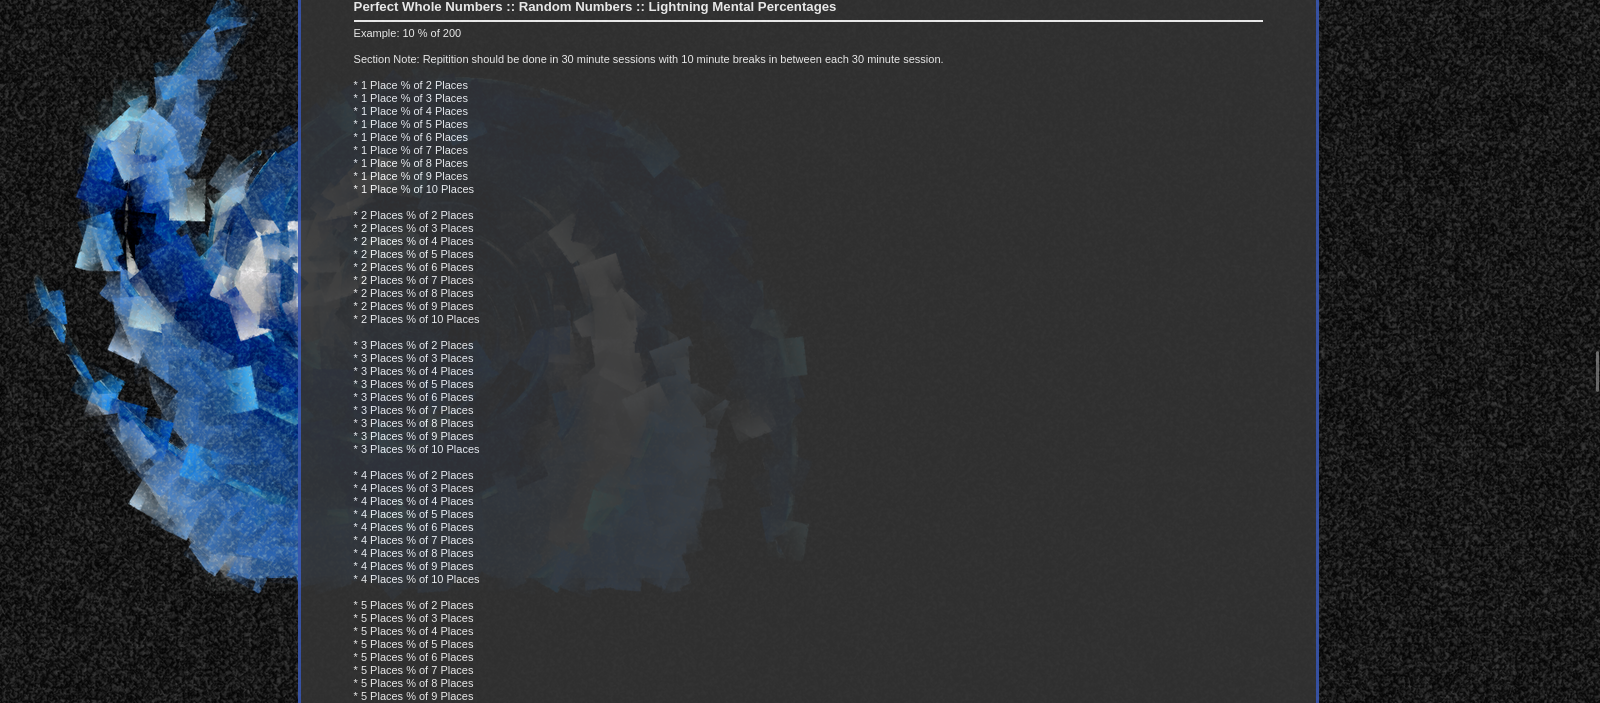 Perfect Whole Numbers :: Random Numbers :: Lightning Mental Percentages
Example: 10 % of 200
Section Note: Repitition should be done in 30 minute sessions with 10 minute breaks in between each 30 minute session.
* 1 Place % of 2 Places
* 1 Place % of 3 Places
* 1 Place % of 4 Places
* 1 Place % of 5 Places
* 1 Place % of 6 Places
* 1 Place % of 7 Places
* 1 Place % of 8 Places
* 1 Place % of 9 Places
* 1 Place % of 10 Places
* 2 Places % of 2 Places
* 2 Places % of 3 Places
* 2 Places % of 4 Places
* 2 Places % of 5 Places
* 2 Places % of 6 Places
* 2 Places % of 7 Places
* 2 Places % of 8 Places
* 2 Places % of 9 Places
* 2 Places % of 10 Places
* 3 Places % of 2 Places
* 3 Places % of 3 Places
* 3 Places % of 4 Places
* 3 Places % of 5 Places
* 3 Places % of 6 Places
* 3 Places % of 7 Places
* 3 Places % of 8 Places
* 3 Places % of 9 Places
* 3 Places % of 10 Places
* 4 Places % of 2 Places
* 4 Places % of 3 Places
* 4 Places % of 4 Places
* 4 Places % of 5 Places
* 4 Places % of 6 Places
* 4 Places % of 7 Places
* 4 Places % of 8 Places
* 4 Places % of 9 Places
* 4 Places % of 10 Places
* 5 Places % of 2 Places
* 5 Places % of 3 Places
* 5 Places % of 4 Places
* 5 Places % of 5 Places
* 5 Places % of 6 Places
* 5 Places % of 7 Places
* 5 Places % of 8 Places
* 5 Places % of 9 Places